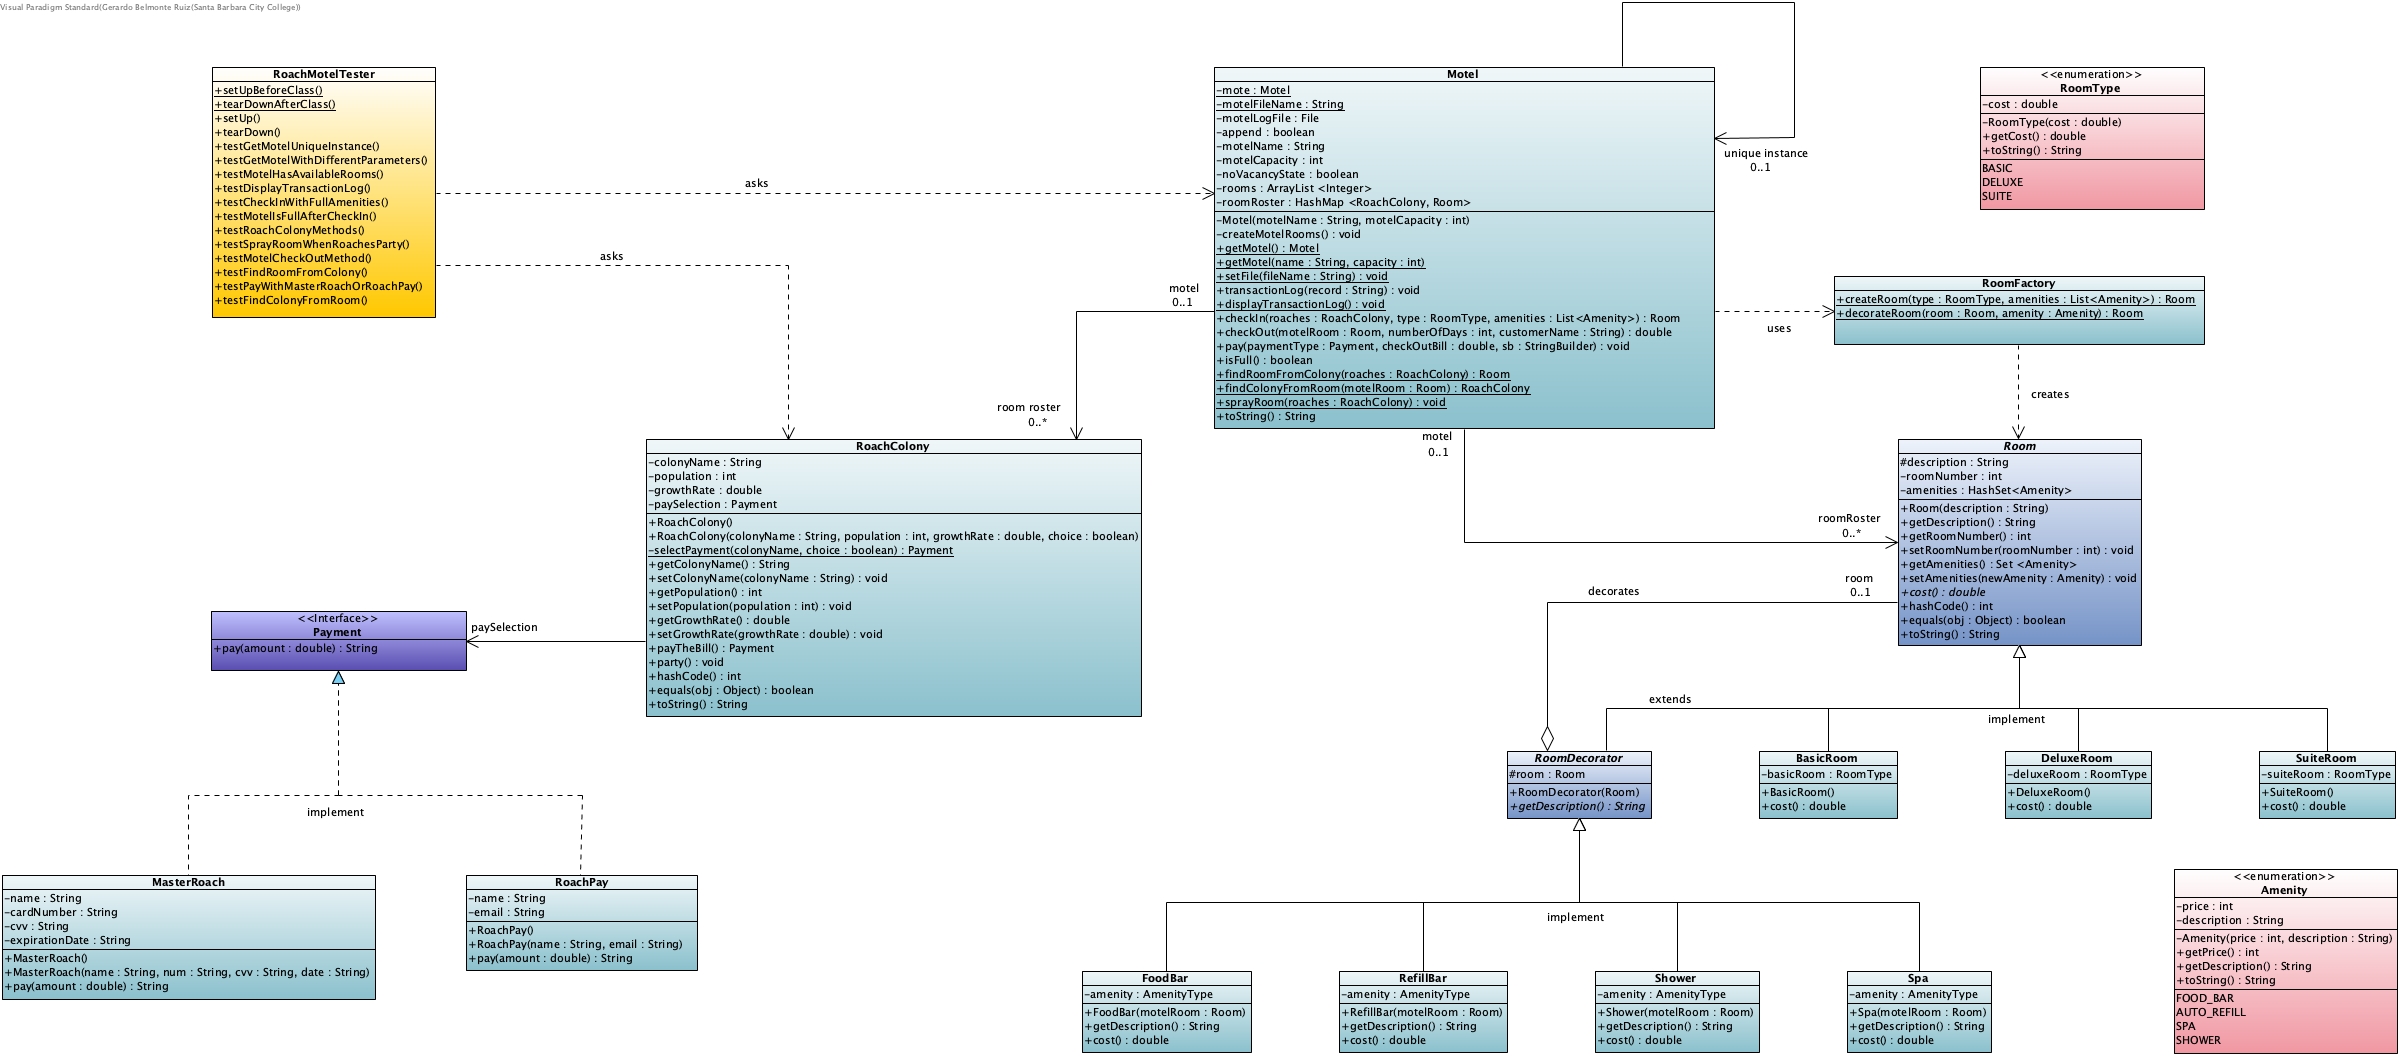 Visual Paradigm Standard(Gerardo Belmonte Ruiz(Santa Barbara City College))
RoachMotelTester
+setUpBeforeClass()
+tearDownAfterClass()
+setUp()
+tearDown()
+testGetMotelUniqueInstance()
+testGetMotelWithDifferentParameters()
+testMotelHasAvailableRooms()
+testDisplayTransactionLog()
+testCheckInWithFullAmenities()
+testMotelIsFullAfterCheckIn()
+testRoachColonyMethods()
+testSprayRoomWhenRoachesParty()
+testMotelCheckOutMethod()
+testFindRoomFromColony()
+testPayWithMasterRoachOrRoachPay()
+testFindColonyFromRoom()
asks
asks
Motel
-mote : Motel
-motelFileName : String
-motelLogFile : File
-append : boolean
-motelName : String
-motelCapacity : int
-noVacancyState : boolean
-rooms : ArrayList <Integer>
-roomRoster : HashMap <RoachColony, Room>
-Motel(motelName : String, motelCapacity : int)
-createMotelRooms() : void
+getMotel() : Motel
+getMotel(name : String, capacity : int)
+setFile(fileName : String) : void
+transactionLog(record : String) : void
+displayTransactionLog() : void
+checkIn(roaches : RoachColony, type : RoomType, amenities : List<Amenity>) : Room
+checkOut(motelRoom : Room, numberOfDays : int, customerName : String) : double
+pay(paymentType : Payment, checkOutBill : double, sb : StringBuilder) : void
+isFull() : boolean
+findRoomFromColony(roaches : RoachColony) : Room
+findColonyFromRoom(motelRoom : Room) : RoachColony
+sprayRoom(roaches : RoachColony) : void
+toString() : String
unique instance
0..1
<<enumeration>>
RoomType
-cost : double
-RoomType(cost : double)
+getCost() : double
+toString() : String
BASIC
DELUXE
SUITE
motel
0..1
room roster
0..*
uses
RoomFactory
+createRoom(type : RoomType, amenities : List<Amenity>) : Room
+decorateRoom(room : Room, amenity : Amenity) : Room
creates
RoachColony
-colonyName : String
-population : int
-growthRate : double
-paySelection : Payment
+RoachColony()
+RoachColony(colonyName : String, population : int, growthRate : double, choice : boolean)
-selectPayment(colonyName, choice : boolean) : Payment
+getColonyName() : String
+setColonyName(colonyName : String) : void
+getPopulation() : int
+setPopulation(population : int) : void
+getGrowthRate() : double
+setGrowthRate(growthRate : double) : void
+payTheBill() : Payment
+party() : void
+hashCode() : int
+equals(obj : Object) : boolean
+toString() : String
motel
0..1
roomRoster
0..*
Room
#description : String
-roomNumber : int
-amenities : HashSet<Amenity>
+Room(description : String)
+getDescription() : String
+getRoomNumber() : int
+setRoomNumber(roomNumber : int) : void
+getAmenities() : Set <Amenity>
+setAmenities(newAmenity : Amenity) : void
+cost() : double
+hashCode() : int
+equals(obj : Object) : boolean
+toString() : String
decorates
room
0..1
<<Interface>>
Payment
+pay(amount : double) : String
paySelection
implement
extends
implement
RoomDecorator
#room : Room
+RoomDecorator(Room)
+getDescription() : String
BasicRoom
-basicRoom : RoomType
+BasicRoom()
+cost() : double
DeluxeRoom
-deluxeRoom : RoomType
+DeluxeRoom()
+cost() : double
SuiteRoom
-suiteRoom : RoomType
+SuiteRoom()
+cost() : double
MasterRoach
-name : String
-cardNumber : String
-cvv : String
-expirationDate : String
+MasterRoach()
+MasterRoach(name : String, num : String, cvv : String, date : String)
+pay(amount : double) : String
RoachPay
-name : String
-email : String
+RoachPay()
+RoachPay(name : String, email : String)
+pay(amount : double) : String
implement
FoodBar
-amenity : AmenityType
+FoodBar(motelRoom : Room)
+getDescription() : String
+cost() : double
RefillBar
-amenity : AmenityType
+RefillBar(motelRoom : Room)
+getDescription() : String
+cost() : double
Shower
-amenity : AmenityType
+Shower(motelRoom : Room)
+getDescription() : String
+cost() : double
Spa
-amenity : AmenityType
+Spa(motelRoom : Room)
+getDescription() : String
+cost() : double
<<enumeration>>
Amenity
-price : int
-description : String
-Amenity(price : int, description : String)
+getPrice() : int
+getDescription() : String
+toString() : String
FOOD_BAR
AUTO_REFILL
SPA
SHOWER